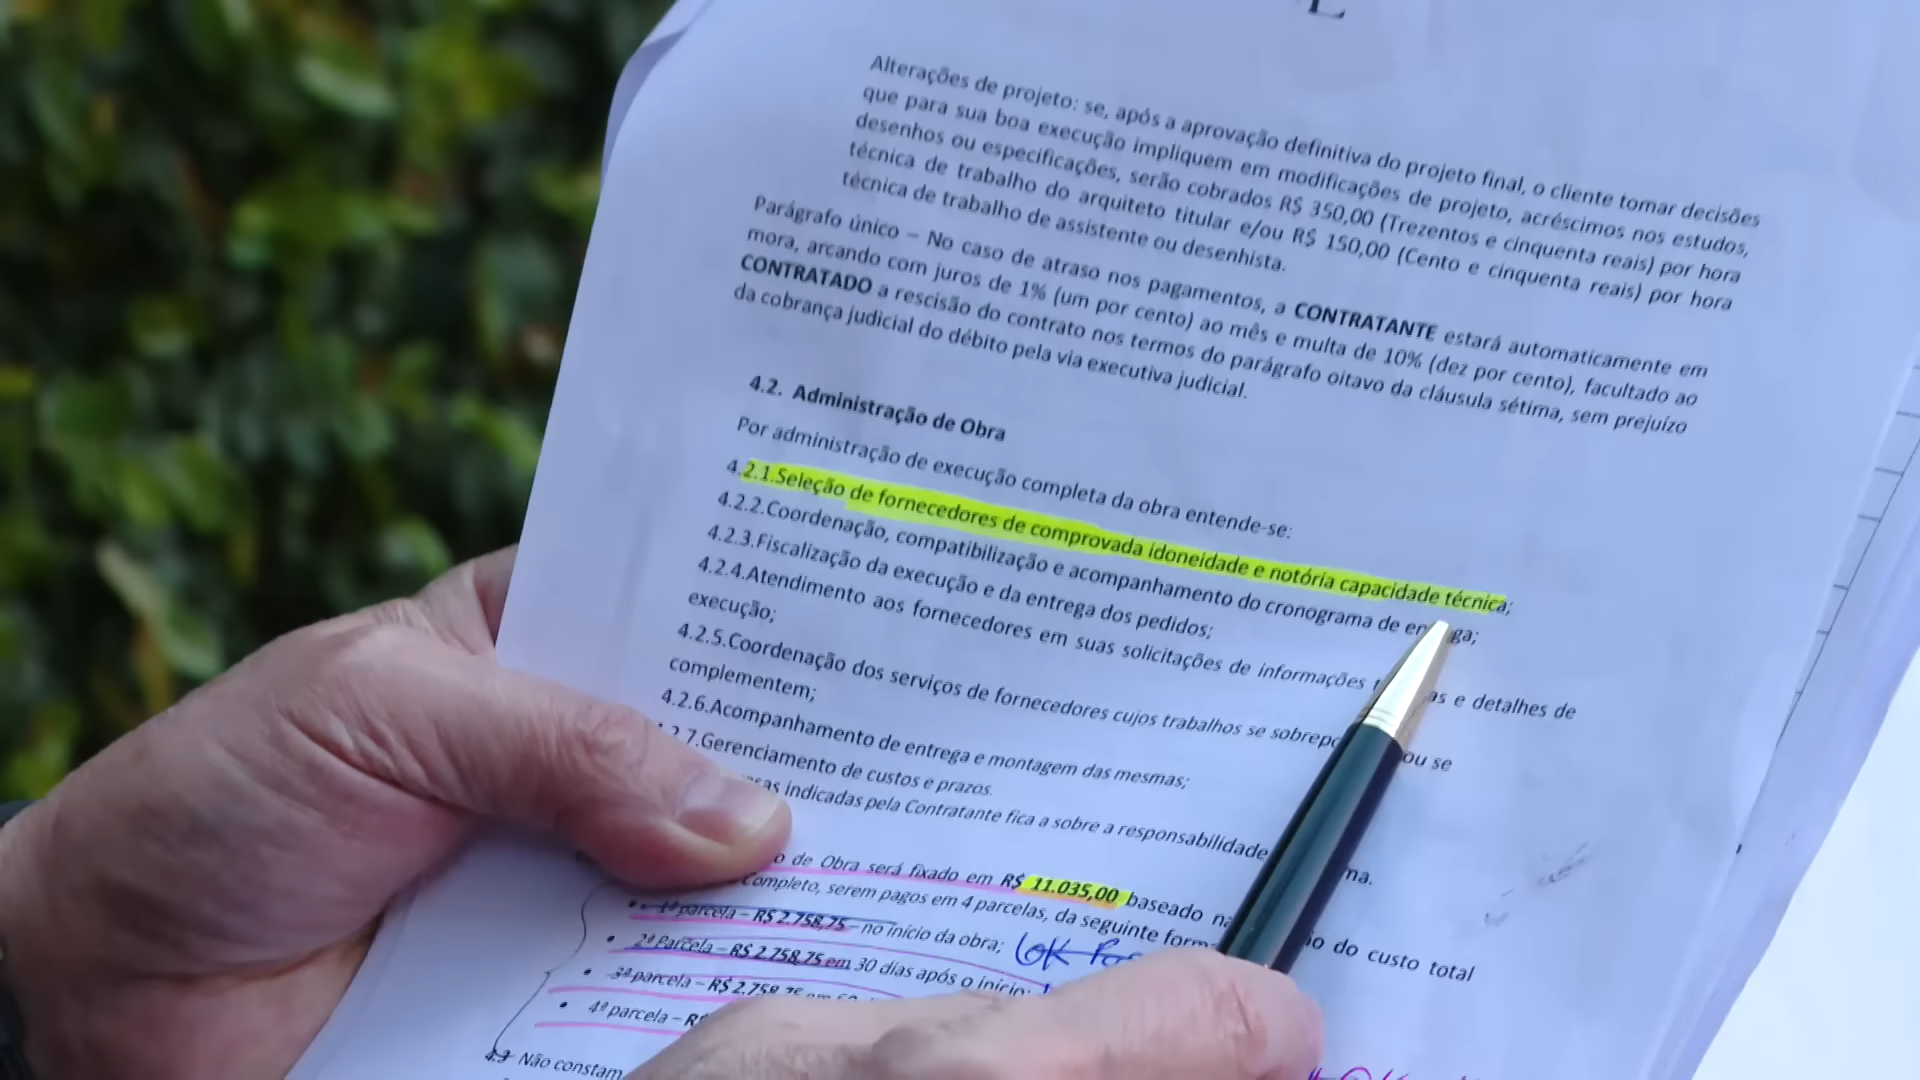 Alterações de projeto: se, após a aprovação definitiva do projeto final, o cliente tomar decisões
que para sua boa execução impliquem em modificações de projeto, acréscimos nos estudos,
desenhos ou especificações, serão cobrados R$ 350,00 (Trezentos e cinquenta reais) por hora
técnica de trabalho do arquiteto titular e/ou R$ 150,00 (Cento e cinquenta reais) por hora
técnica de trabalho de assistente ou desenhista.
Parágrafo único – No caso de atraso nos pagamentos, a CONTRATANTE estará automaticamente em
mora, arcando com juros de 1% (um por cento) ao mês e multa de 10% (dez por cento), facultado ao
CONTRATADO a rescisão do contrato nos termos do parágrafo oitavo da cláusula sétima, sem prejuízo
da cobrança judicial do débito pela via executiva judicial.
4.2. Administração de Obra
Por administração de execução completa da obra entende-se:
4.2.1.Seleção de fornecedores de comprovada idoneidade e notória capacidade técnica;
4.2.2.Coordenação, compatibilização e acompanhamento do cronograma de
4.2.3.Fiscalização da execução e da entrega dos pedidos;
4.2.4.Atendimento aos fornecedores em suas solicitações de informações e detalhes de
execução;
4.2.5.Coordenação dos serviços de fornecedores cujos trabalhos se ou se
complementem;
4.2.6.Acompanhamento de entrega e montagem das mesmas;
2.7.Gerenciamento de custos e prazos.
indicadas pela Contratante fica a sobre a responsabilidade
de Obra será fixado em R$ 11.035,00 baseado do custo total
Completo, serem pagos em 4 parcelas, da seguinte
• 1ª parcela – R$ 2.758,75 – no início da obra; OK
• 2ª Parcela – R$ 2.758,75 em 30 dias após o início;
• 3ª parcela – R$ 2.758,75 em
• 4ª parcela –
4.3 Não constam